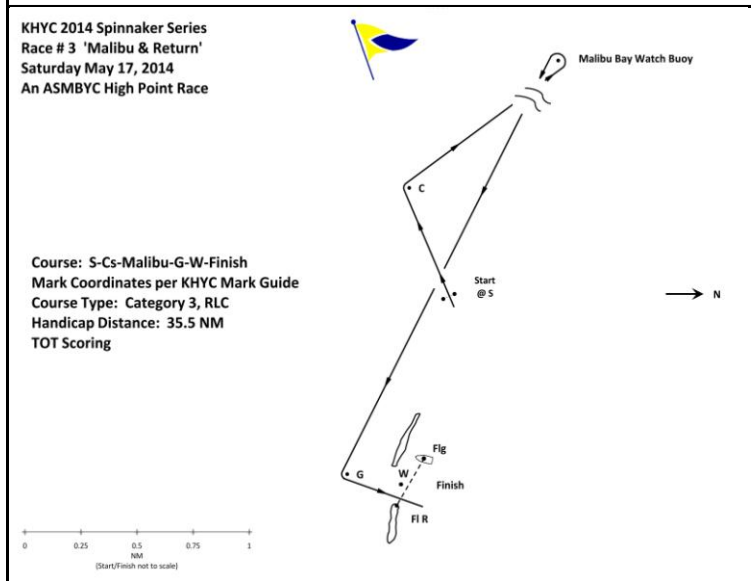 KHYC 2014 Spinnaker Series
Race # 3 'Malibu & Return'
Saturday May 17, 2014
An ASMBYC High Point Race
Malibu Bay Watch Buoy
C
Course: S-Cs-Malibu-G-W-Finish
Mark Coordinates per KHYC Mark Guide
Course Type: Category 3, RLC
Handicap Distance: 35.5 NM
TOT Scoring
Start
@ S
N
Flg
G
W
Finish
Fl R
0 0.25 0.5 0.75 1
NM
(Start/Finish not to scale)